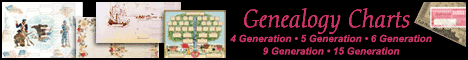 Genealogy Charts
4 Generation • 5 Generation • 6 Generation
9 Generation • 15 Generation